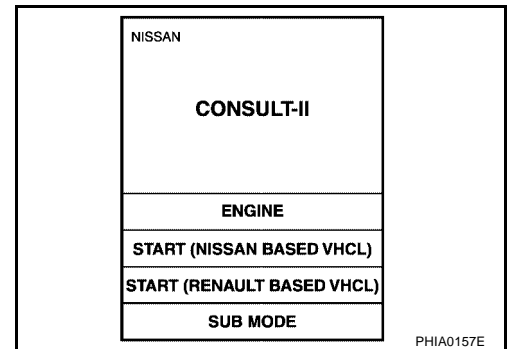 NISSAN
CONSULT-II
ENGINE
START (NISSAN BASED VHCL)
START (RENAULT BASED VHCL)
SUB MODE
PHIA0157E